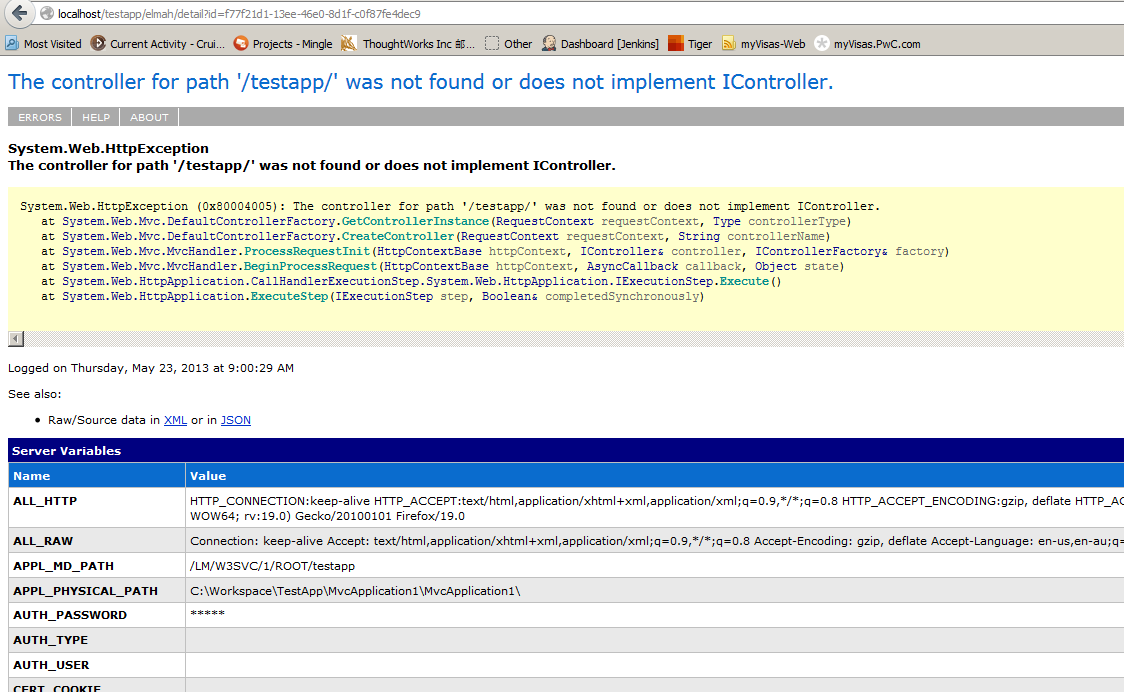 localhost/testapp/elmah/detail?id=f77f21d1-13ee-46e0-8d1f-c0f87fe4dec9
Most Visited Current Activity - Crui... Projects - Mingle ThoughtWorks Inc 邮... Other Dashboard [Jenkins] Tiger myVisas-Web myVisas.PwC.com
The controller for path '/testapp/' was not found or does not implement IController.
ERRORS HELP ABOUT
System.Web.HttpException
The controller for path '/testapp/' was not found or does not implement IController.
System.Web.HttpException (0x80004005): The controller for path '/testapp/' was not found or does not implement IController.
at System.Web.Mvc.DefaultControllerFactory.GetControllerInstance(RequestContext requestContext, Type controllerType)
at System.Web.Mvc.DefaultControllerFactory.CreateController(RequestContext requestContext, String controllerName)
at System.Web.Mvc.MvcHandler.ProcessRequestInit(HttpContextBase httpContext, IController& controller, IControllerFactory& factory)
at System.Web.Mvc.MvcHandler.BeginProcessRequest(HttpContextBase httpContext, AsyncCallback callback, Object state)
at System.Web.HttpApplication.CallHandlerExecutionStep.System.Web.HttpApplication.IExecutionStep.Execute()
at System.Web.HttpApplication.ExecuteStep(IExecutionStep step, Boolean& completedSynchronously)
Logged on Thursday, May 23, 2013 at 9:00:29 AM
See also:
• Raw/Source data in XML or in JSON
Server Variables
Name Value
ALL_HTTP HTTP_CONNECTION:keep-alive HTTP_ACCEPT:text/html,application/xhtml+xml,application/xml;q=0.9,*/*;q=0.8 HTTP_ACCEPT_ENCODING:gzip, deflate HTTP_AC
WOW64; rv:19.0) Gecko/20100101 Firefox/19.0
ALL_RAW Connection: keep-alive Accept: text/html,application/xhtml+xml,application/xml;q=0.9,*/*;q=0.8 Accept-Encoding: gzip, deflate Accept-Language: en-us,en-au;q=
APPL_MD_PATH /LM/W3SVC/1/ROOT/testapp
APPL_PHYSICAL_PATH C:\Workspace\TestApp\MvcApplication1\MvcApplication1\
AUTH_PASSWORD *****
AUTH_TYPE
AUTH_USER
CERT_COOKIE